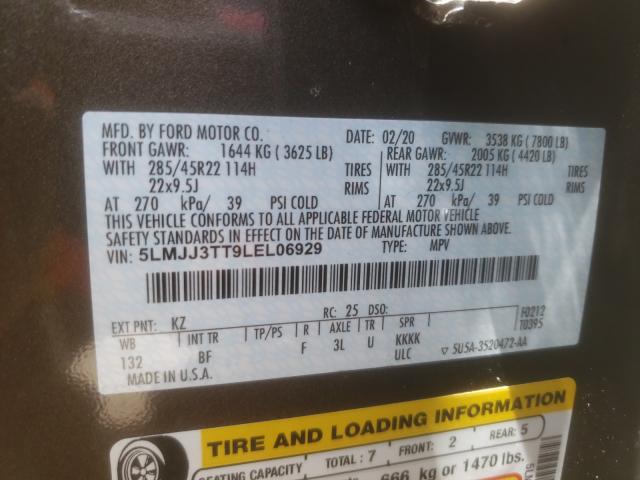 MFD. BY FORD MOTOR CO.
DATE: 02/20 GVWR: 3538 KG ( 7800 LB)
FRONT GAWR: 1644 KG ( 3625 LB)
REAR GAWR: 2005 KG ( 4420 LB)
WITH 285/45R22 114H TIRES
WITH 285/45R22 114H TIRES
22x9.5J RIMS
22x9.5J RIMS
AT 270 kPa/ 39 PSI COLD
AT 270 kPa/ 39 PSI COLD
THIS VEHICLE CONFORMS TO ALL APPLICABLE FEDERAL MOTOR VEHICLE
SAFETY STANDARDS IN EFFECT ON THE DATE OF MANUFACTURE SHOWN ABOVE.
VIN: 5LMJJ3TT9LEL06929 TYPE: MPV
EXT PNT: KZ RC: 25 DSO: F0212
T0395
WB INT TR TP/PS R AXLE TR SPR
132 BF F 3L U KKKK
ULC
MADE IN U.S.A. ▽ 5U5A-3520472-AA
TIRE AND LOADING INFORMATION
SEATING CAPACITY TOTAL : 7 FRONT: 2 REAR: 5
666 kg or 1470 lbs.